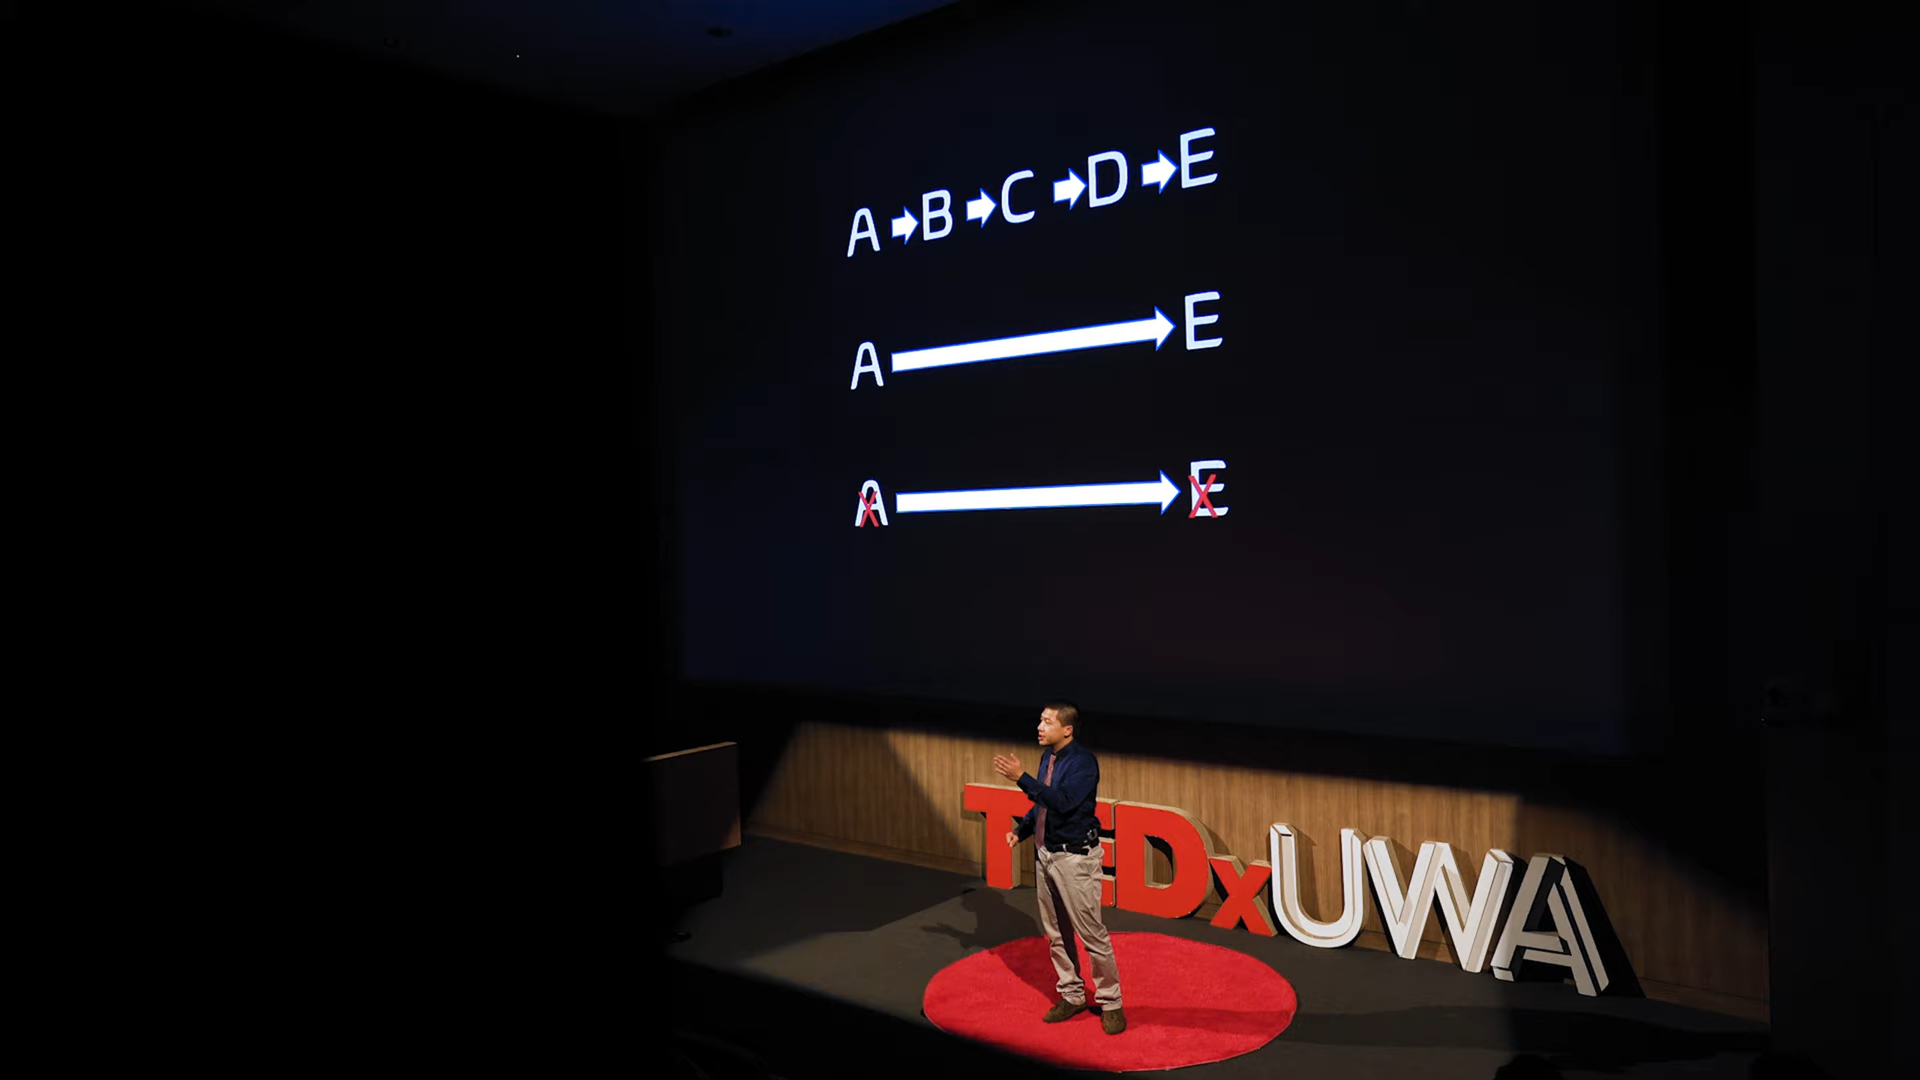 A → B → C → D → E
A → E
A → E
TEDxUWA